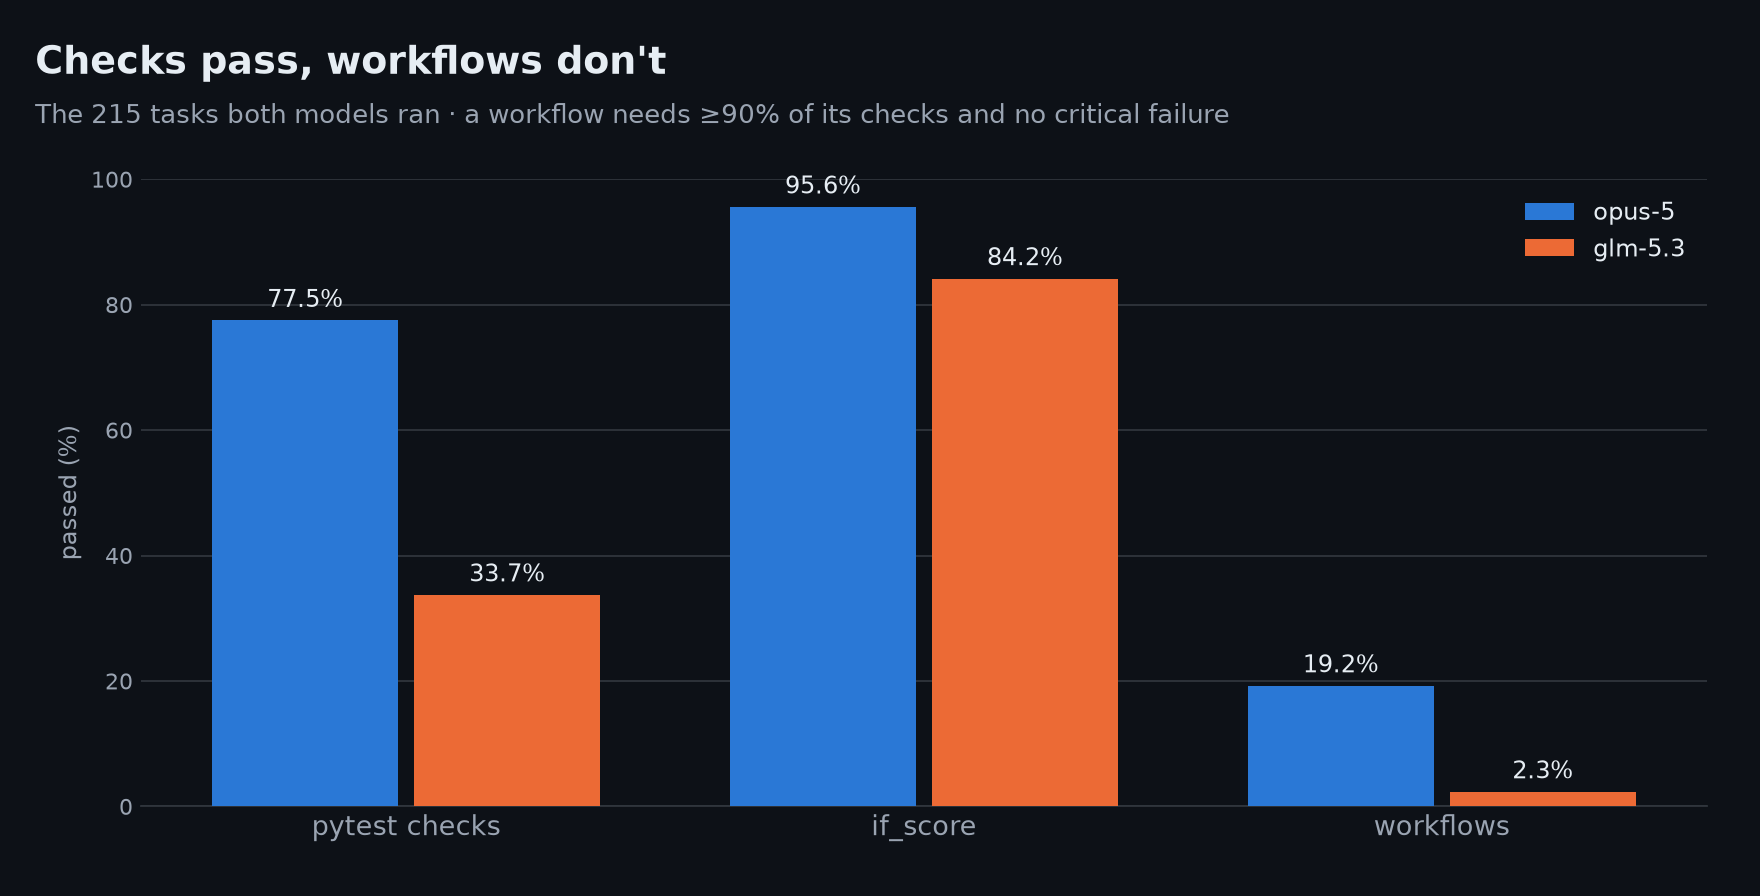 Checks pass, workflows don't
The 215 tasks both models ran · a workflow needs ≥90% of its checks and no critical failure
passed (%)
100
80
60
40
20
0
77.5%
33.7%
95.6%
84.2%
19.2%
2.3%
opus-5
glm-5.3
pytest checks
if_score
workflows